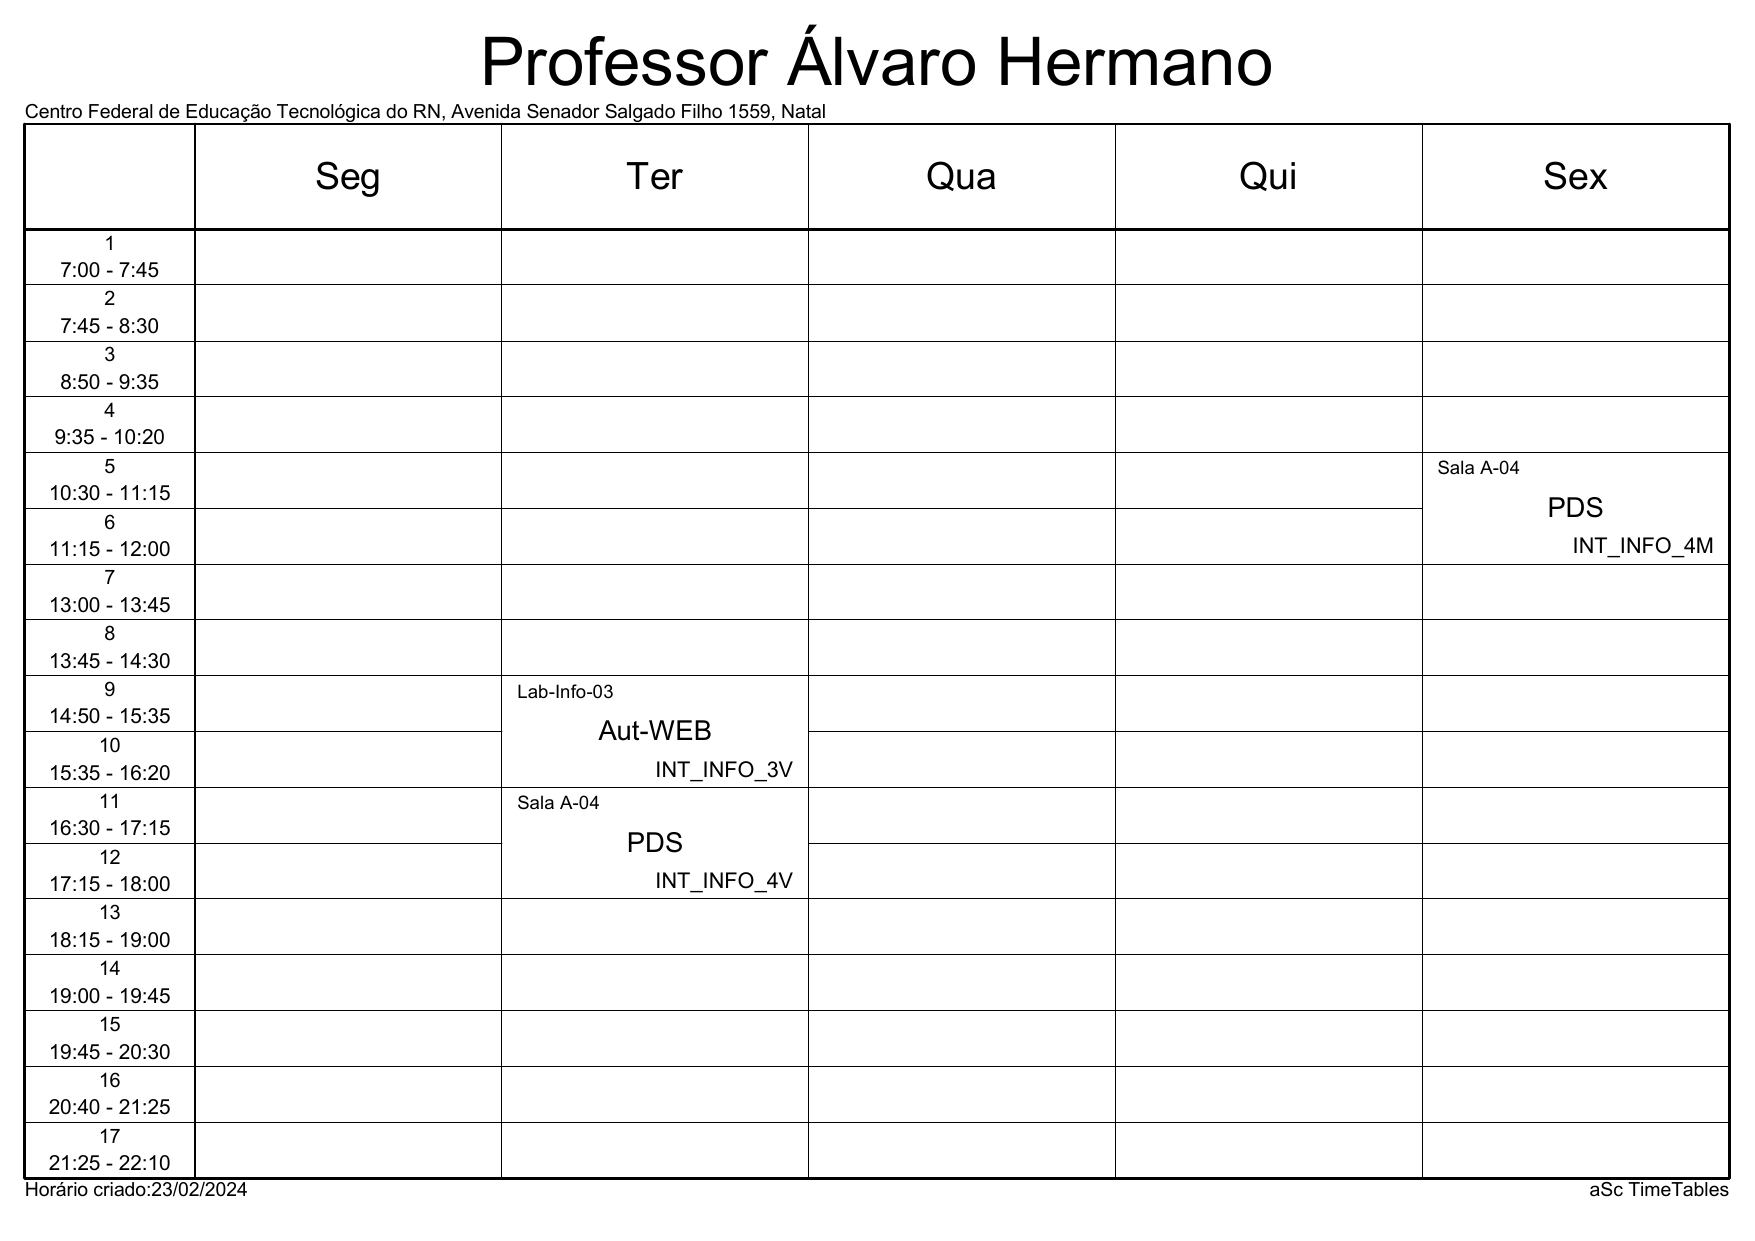 Professor Álvaro Hermano
Centro Federal de Educação Tecnológica do RN, Avenida Senador Salgado Filho 1559, Natal
Seg Ter Qua Qui Sex
1
7:00 - 7:45
2
7:45 - 8:30
3
8:50 - 9:35
4
9:35 - 10:20
5
10:30 - 11:15
6
11:15 - 12:00
Sala A-04
PDS
INT_INFO_4M
7
13:00 - 13:45
8
13:45 - 14:30
9
14:50 - 15:35
10
15:35 - 16:20
Lab-Info-03
Aut-WEB
INT_INFO_3V
11
16:30 - 17:15
12
17:15 - 18:00
Sala A-04
PDS
INT_INFO_4V
13
18:15 - 19:00
14
19:00 - 19:45
15
19:45 - 20:30
16
20:40 - 21:25
17
21:25 - 22:10
Horário criado:23/02/2024
aSc TimeTables